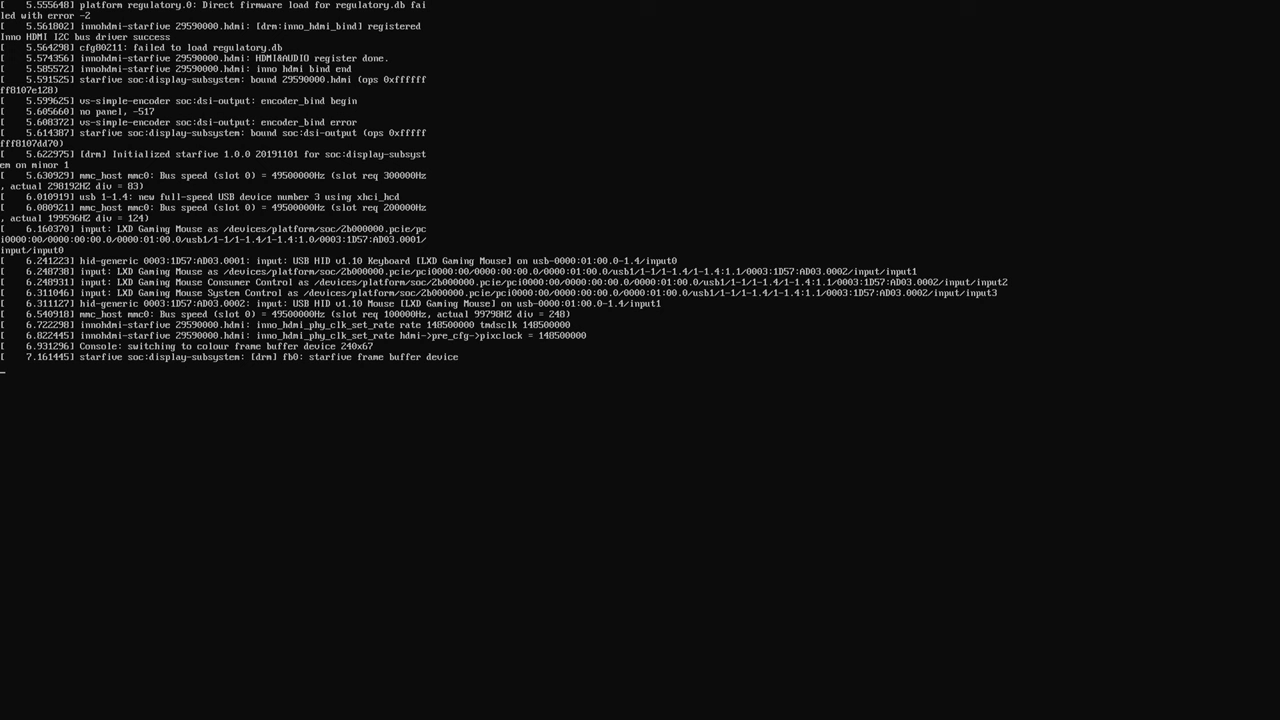 [    5.555648] platform regulatory.0: Direct firmware load for regulatory.db fai
led with error -2
[    5.561802] innohdmi-starfive 29590000.hdmi: [drm:inno_hdmi_bind] registered
Inno HDMI I2C bus driver success
[    5.564298] cfg80211: failed to load regulatory.db
[    5.574356] innohdmi-starfive 29590000.hdmi: HDMI&AUDIO register done.
[    5.585572] innohdmi-starfive 29590000.hdmi: inno hdmi bind end
[    5.591525] starfive soc:display-subsystem: bound 29590000.hdmi (ops 0xffffff
ff8107e128)
[    5.599625] vs-simple-encoder soc:dsi-output: encoder_bind begin
[    5.605660] no panel, -517
[    5.608372] vs-simple-encoder soc:dsi-output: encoder_bind error
[    5.614387] starfive soc:display-subsystem: bound soc:dsi-output (ops 0xfffff
fff8107dd70)
[    5.622975] [drm] Initialized starfive 1.0.0 20191101 for soc:display-subsyst
em on minor 1
[    5.630929] mmc_host mmc0: Bus speed (slot 0) = 49500000Hz (slot req 300000Hz
, actual 298192HZ div = 83)
[    6.010919] usb 1-1.4: new full-speed USB device number 3 using xhci_hcd
[    6.080921] mmc_host mmc0: Bus speed (slot 0) = 49500000Hz (slot req 200000Hz
, actual 199596HZ div = 124)
[    6.160370] input: LXD Gaming Mouse as /devices/platform/soc/2b000000.pcie/pc
i0000:00/0000:00:00.0/0000:01:00.0/usb1/1-1/1-1.4/1-1.4:1.0/0003:1D57:AD03.0001/
input/input0
[    6.241223] hid-generic 0003:1D57:AD03.0001: input: USB HID v1.10 Keyboard [LXD Gaming Mouse] on usb-0000:01:00.0-1.4/input0
[    6.248738] input: LXD Gaming Mouse as /devices/platform/soc/2b000000.pcie/pci0000:00/0000:00:00.0/0000:01:00.0/usb1/1-1/1-1.4/1-1.4:1.1/0003:1D57:AD03.0002/input/input1
[    6.248931] input: LXD Gaming Mouse Consumer Control as /devices/platform/soc/2b000000.pcie/pci0000:00/0000:00:00.0/0000:01:00.0/usb1/1-1/1-1.4/1-1.4:1.1/0003:1D57:AD03.0002/input/input2
[    6.311046] input: LXD Gaming Mouse System Control as /devices/platform/soc/2b000000.pcie/pci0000:00/0000:00:00.0/0000:01:00.0/usb1/1-1/1-1.4/1-1.4:1.1/0003:1D57:AD03.0002/input/input3
[    6.311127] hid-generic 0003:1D57:AD03.0002: input: USB HID v1.10 Mouse [LXD Gaming Mouse] on usb-0000:01:00.0-1.4/input1
[    6.540918] mmc_host mmc0: Bus speed (slot 0) = 49500000Hz (slot req 100000Hz, actual 99798HZ div = 248)
[    6.722298] innohdmi-starfive 29590000.hdmi: inno_hdmi_phy_clk_set_rate rate 148500000 tmdsclk 148500000
[    6.822445] innohdmi-starfive 29590000.hdmi: inno_hdmi_phy_clk_set_rate hdmi->pre_cfg->pixclock = 148500000
[    6.931296] Console: switching to colour frame buffer device 240x67
[    7.161445] starfive soc:display-subsystem: [drm] fb0: starfive frame buffer device
_